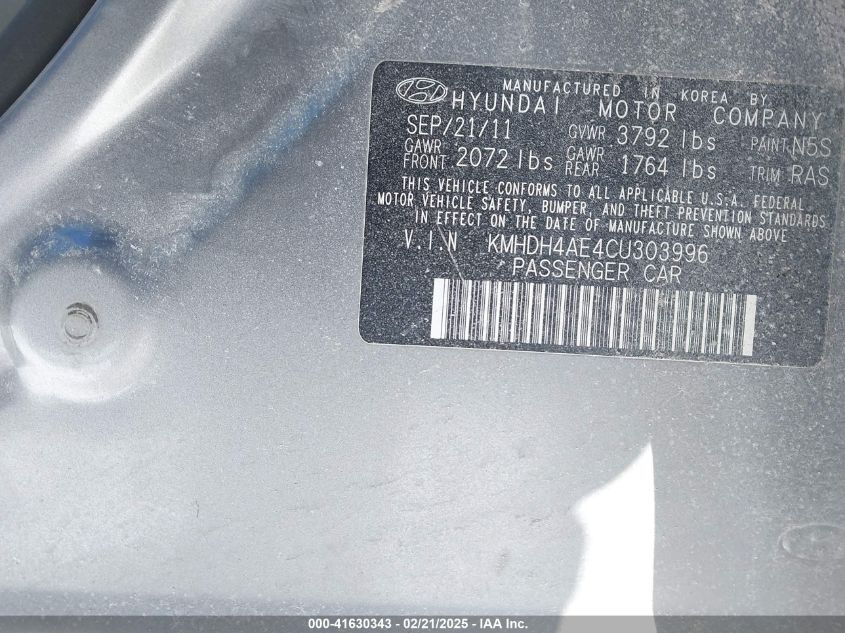 MANUFACTURED IN KOREA BY
HYUNDAI MOTOR COMPANY
SEP/21/11 GVWR 3792 lbs PAINT N5S
GAWR FRONT 2072 lbs GAWR REAR 1764 lbs TRIM RAS
THIS VEHICLE CONFORMS TO ALL APPLICABLE U.S.A. FEDERAL
MOTOR VEHICLE SAFETY, BUMPER, AND THEFT PREVENTION STANDARDS
IN EFFECT ON THE DATE OF MANUFACTURE SHOWN ABOVE
V.I.N KMHDH4AE4CU303996
PASSENGER CAR
000-41630343 - 02/21/2025 - IAA Inc.